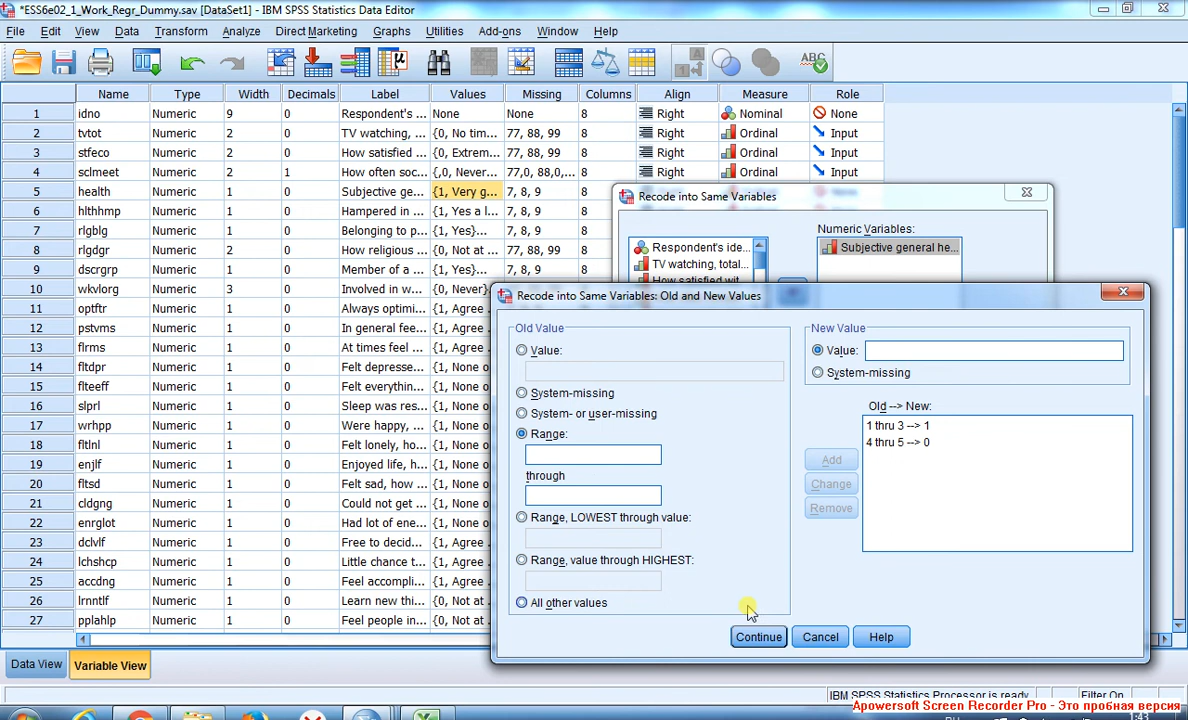 *ESS6e02_1_Work_Regr_Dummy.sav [DataSet1] - IBM SPSS Statistics Data Editor
File Edit View Data Transform Analyze Direct Marketing Graphs Utilities Add-ons Window Help
Name Type Width Decimals Label Values Missing Columns Align Measure Role
1 idno Numeric 9 0 Respondent's ... None None 8 Right Nominal None
2 tvtot Numeric 2 0 TV watching, ... {0, No tim... 77, 88, 99 8 Right Ordinal Input
3 stfeco Numeric 2 0 How satisfied ... {0, Extrem... 77, 88, 99 8 Right Ordinal Input
4 sclmeet Numeric 2 1 How often soc... {,0, Never... 77,0, 88,0,... 8 Right Ordinal Input
5 health Numeric 1 0 Subjective ge... {1, Very g... 7, 8, 9
6 hlthhmp Numeric 1 0 Hampered in ... {1, Yes a l... 7, 8, 9
7 rlgblg Numeric 1 0 Belonging to p... {1, Yes}... 7, 8, 9
8 rlgdgr Numeric 2 0 How religious ... {0, Not at ... 77, 88, 99
9 dscrgrp Numeric 1 0 Member of a ... {1, Yes}... 7, 8, 9
10 wkvlorg Numeric 3 0 Involved in w... {0, Never}
11 optftr Numeric 1 0 In general fee... {1, Agree
12 pstvms Numeric 1 0 In general fee... {1, Agree
13 flrms Numeric 1 0 At times feel ... {1, Agree
14 fltdpr Numeric 1 0 Felt depresse... {1, None o
15 flteeff Numeric 1 0 Felt everythin... {1, None o
16 slprl Numeric 1 0 Sleep was res... {1, None o
17 wrhpp Numeric 1 0 Were happy, ... {1, None o
18 fltlnl Numeric 1 0 Felt lonely, ho... {1, None o
19 enjlf Numeric 1 0 Enjoyed life, h... {1, None o
20 fltsd Numeric 1 0 Felt sad, how ... {1, None o
21 cldgng Numeric 1 0 Could not get ... {1, None o
22 enrglot Numeric 1 0 Had lot of ene... {1, None o
23 dclvlf Numeric 1 0 Free to decid... {1, Agree
24 lchshcp Numeric 1 0 Little chance t... {1, Agree
25 accdng Numeric 1 0 Feel accompli... {1, Agree
26 lrnntlf Numeric 1 0 Learn new thi... {0, Not at
27 pplahlp Numeric 1 0 Feel people in... {0, Not at
Recode into Same Variables
Numeric Variables:
Respondent's ide...
TV watching, total...
Subjective general he...
Recode into Same Variables: Old and New Values
Old Value
Value:
System-missing
System- or user-missing
Range:
through
Range, LOWEST through value:
Range, value through HIGHEST:
All other values
New Value
Value:
System-missing
Old --> New:
1 thru 3 --> 1
4 thru 5 --> 0
Add
Change
Remove
Continue Cancel Help
Data View Variable View
IBM SPSS Statistics Processor is ready
Filter On
Apowersoft Screen Recorder Pro - Это пробная версия